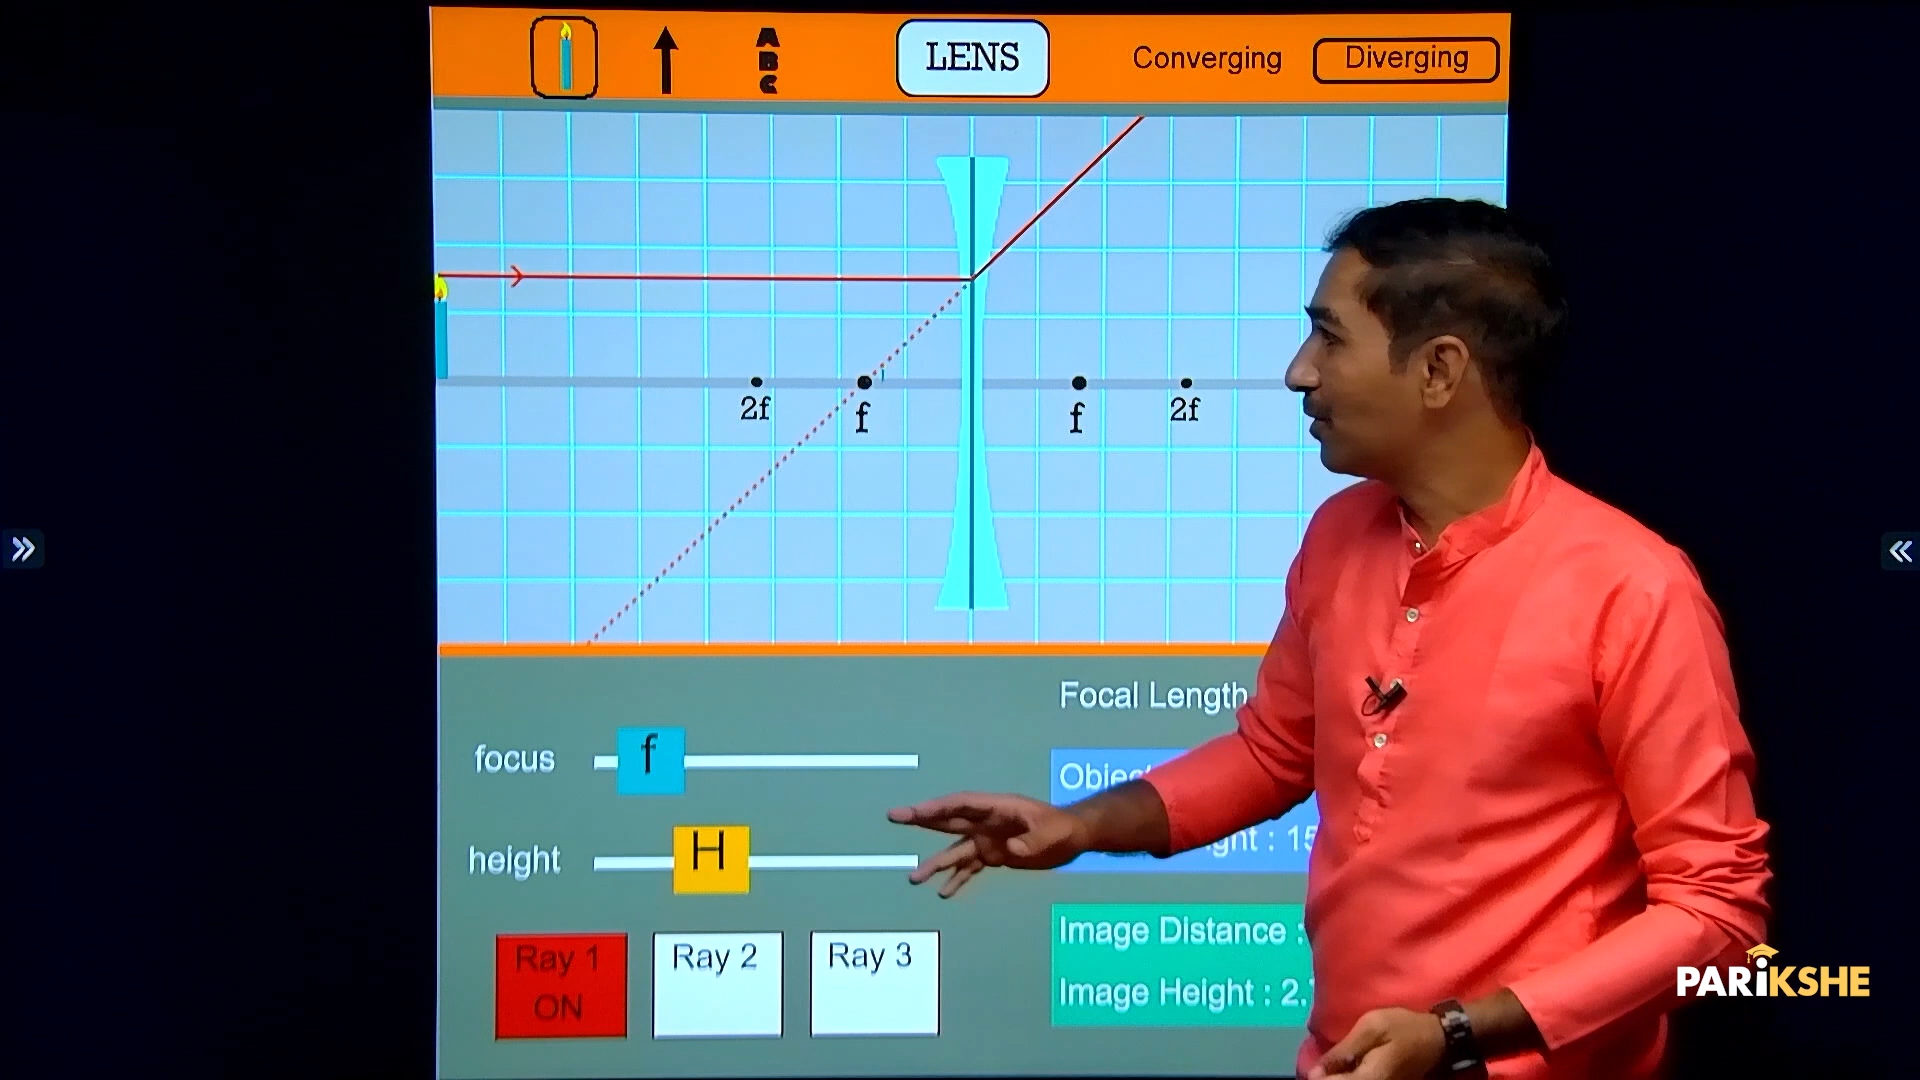 A
B
C
LENS
Converging
Diverging
2f
f
f
2f
Focal Length
focus
f
height
H
Ray 1
ON
Ray 2
Ray 3
Image Distance :
Image Height : 2.
PARiKSHE